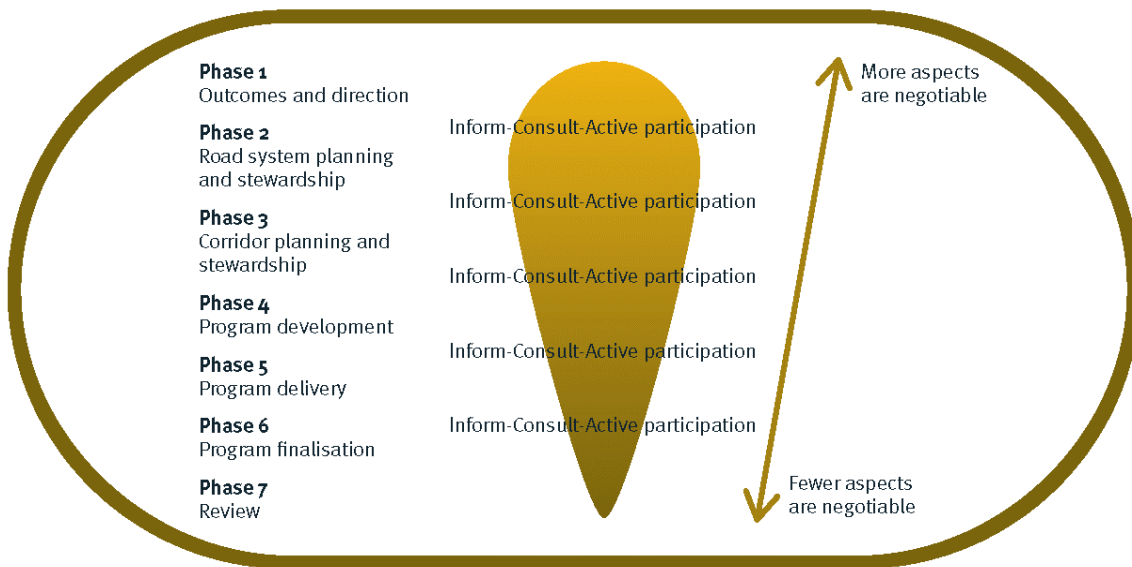 Phase 1
Outcomes and direction
Phase 2
Road system planning
and stewardship
Phase 3
Corridor planning and
stewardship
Phase 4
Program development
Phase 5
Program delivery
Phase 6
Program finalisation
Phase 7
Review
Inform-Consult-Active participation
Inform-Consult-Active participation
Inform-Consult-Active participation
Inform-Consult-Active participation
Inform-Consult-Active participation
More aspects
are negotiable
Fewer aspects
are negotiable